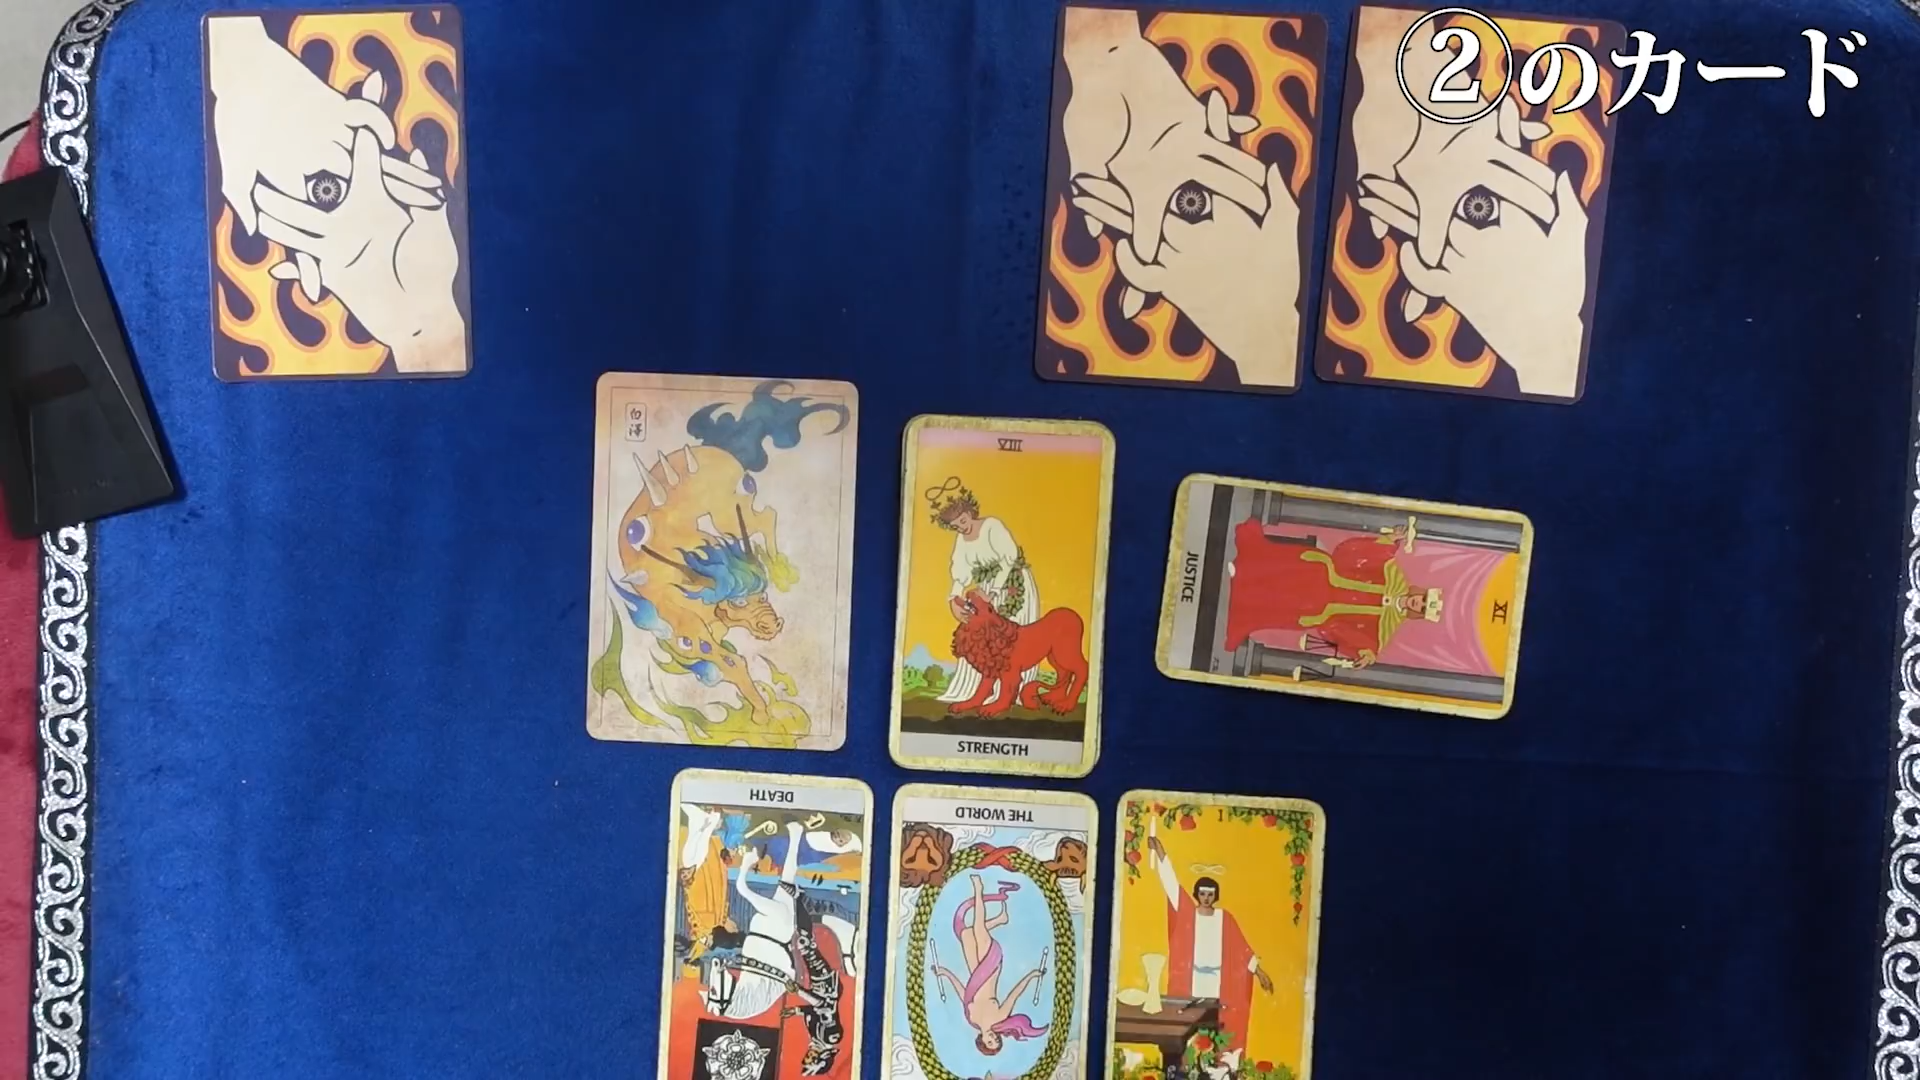 ②のカード
白澤
VIII
STRENGTH
JUSTICE
XI
DEATH
THE WORLD
I